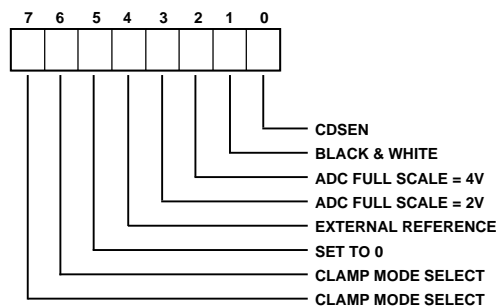 7 6 5 4 3 2 1 0
CDSEN
BLACK & WHITE
ADC FULL SCALE = 4V
ADC FULL SCALE = 2V
EXTERNAL REFERENCE
SET TO 0
CLAMP MODE SELECT
CLAMP MODE SELECT